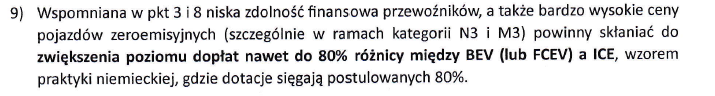 9) Wspomniana w pkt 3 i 8 niska zdolność finansowa przewoźników, a także bardzo wysokie ceny
pojazdów zeroemisyjnych (szczególnie w ramach kategorii N3 i M3) powinny skłaniać do
zwiększenia poziomu dopłat nawet do 80% różnicy między BEV (lub FCEV) a ICE, wzorem
praktyki niemieckiej, gdzie dotacje sięgają postulowanych 80%.